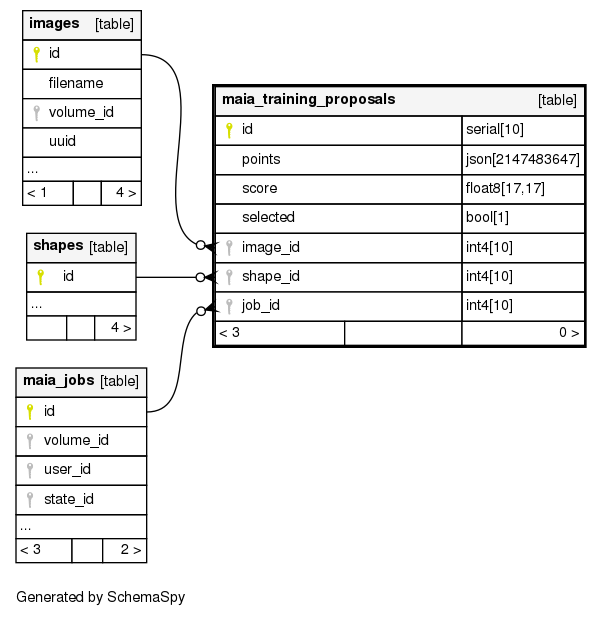 images [table]
id
filename
volume_id
uuid
...
< 1 4 >
shapes [table]
id
...
4 >
maia_jobs [table]
id
volume_id
user_id
state_id
...
< 3 2 >
maia_training_proposals [table]
id serial[10]
points json[2147483647]
score float8[17,17]
selected bool[1]
image_id int4[10]
shape_id int4[10]
job_id int4[10]
< 3 0 >
Generated by SchemaSpy